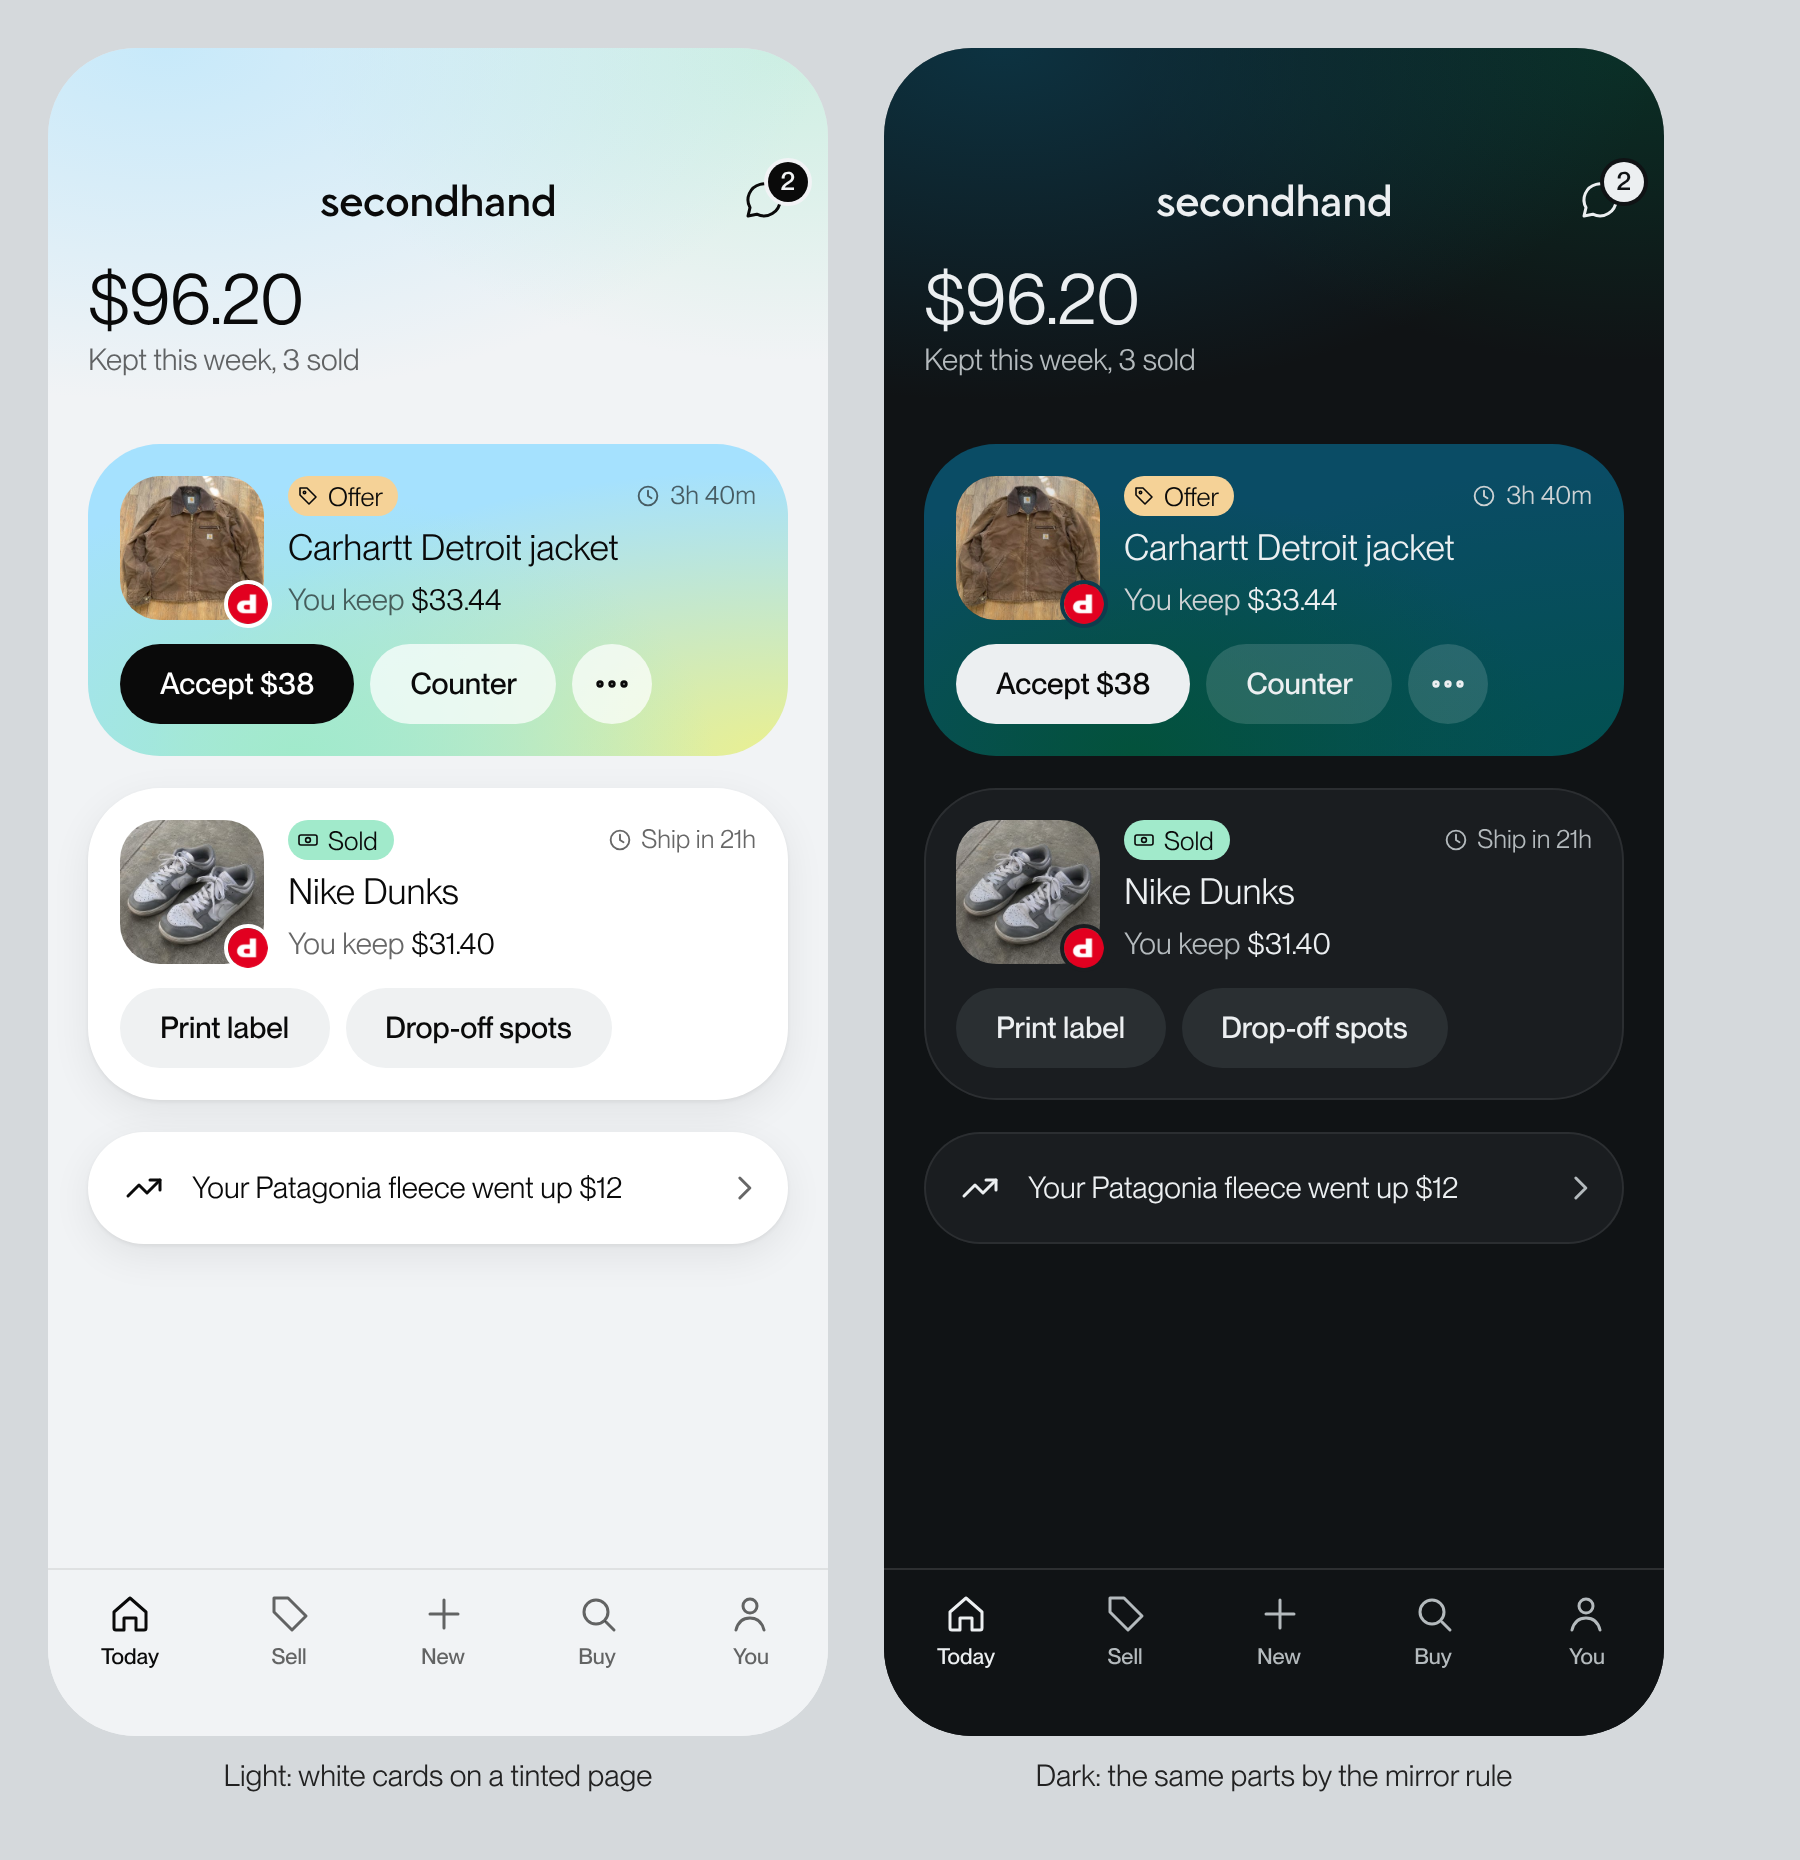 secondhand
2
$96.20
Kept this week, 3 sold
Offer
3h 40m
Carhartt Detroit jacket
You keep $33.44
Accept $38
Counter
Sold
Ship in 21h
Nike Dunks
You keep $31.40
Print label
Drop-off spots
Your Patagonia fleece went up $12
Today
Sell
New
Buy
You
Light: white cards on a tinted page
secondhand
2
$96.20
Kept this week, 3 sold
Offer
3h 40m
Carhartt Detroit jacket
You keep $33.44
Accept $38
Counter
Sold
Ship in 21h
Nike Dunks
You keep $31.40
Print label
Drop-off spots
Your Patagonia fleece went up $12
Today
Sell
New
Buy
You
Dark: the same parts by the mirror rule